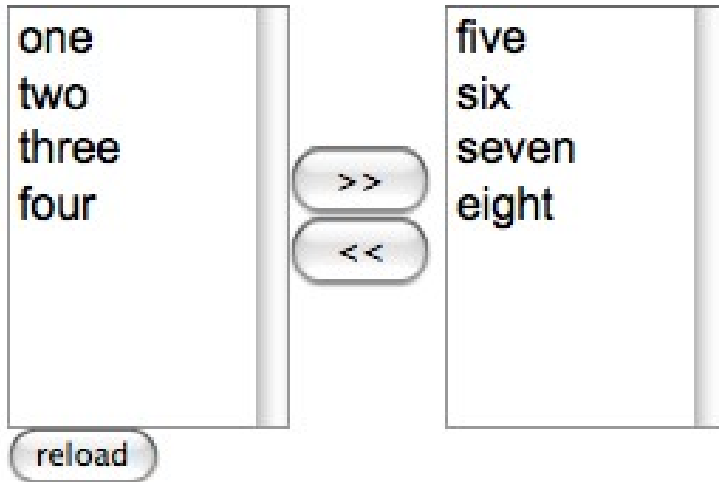 one
two
three
four
>>
<<
five
six
seven
eight
reload